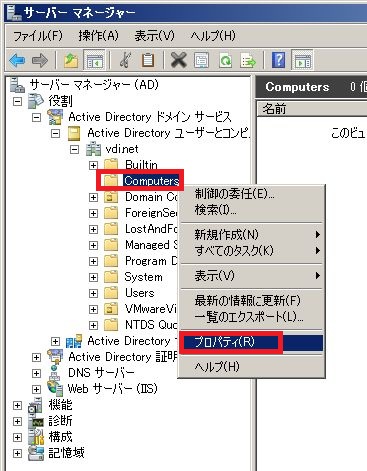 サーバー マネージャー
ファイル(F) 操作(A) 表示(V) ヘルプ(H)
サーバー マネージャー (AD)
役割
Active Directory ドメイン サービス
Active Directory ユーザーとコンピ
vdi.net
Builtin
Computers
Domain Co
ForeignSec
LostAndFo
Managed S
Program D
System
Users
VMwareVi
NTDS Quo
Active Directory
Active Directory 証明
DNS サーバー
Web サーバー (IIS)
機能
診断
構成
記憶域
Computers 0 個
名前
このビュ
制御の委任(E)...
検索(I)...
新規作成(N)
すべてのタスク(K)
表示(V)
最新の情報に更新(F)
一覧のエクスポート(L)...
プロパティ(R)
ヘルプ(H)